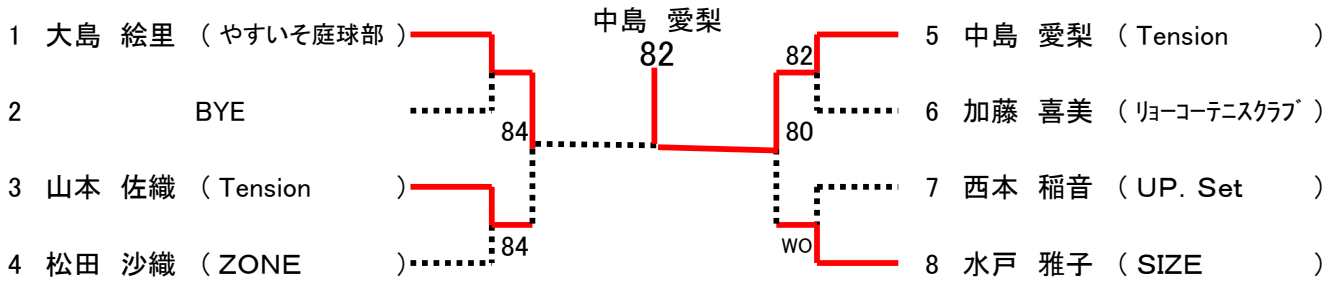 中島 愛梨
82
1 大島 絵里 ( やすいそ庭球部 )
2 BYE
84
3 山本 佐織 ( Tension )
84
4 松田 沙織 ( ZONE )
82
5 中島 愛梨 ( Tension )
6 加藤 喜美 ( ﾘｮｰｺｰﾃﾆｽｸﾗﾌﾞ )
80
7 西本 稲音 ( UP. Set )
WO
8 水戸 雅子 ( SIZE )